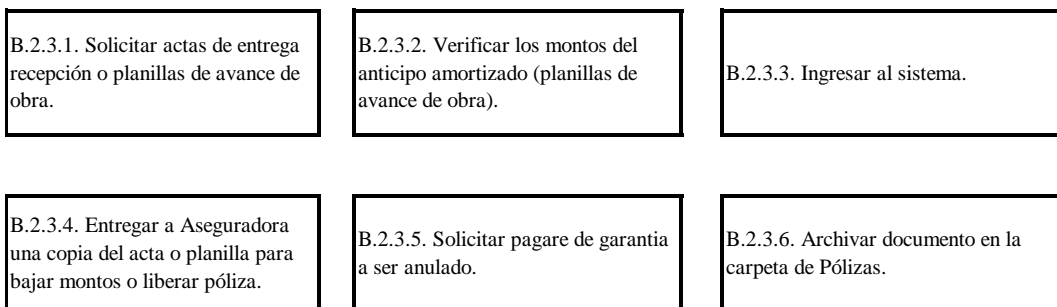 B.2.3.1. Solicitar actas de entrega
recepción o planillas de avance de
obra.
B.2.3.2. Verificar los montos del
anticipo amortizado (planillas de
avance de obra).
B.2.3.3. Ingresar al sistema.
B.2.3.4. Entregar a Aseguradora
una copia del acta o planilla para
bajar montos o liberar póliza.
B.2.3.5. Solicitar pagare de garantia
a ser anulado.
B.2.3.6. Archivar documento en la
carpeta de Pólizas.